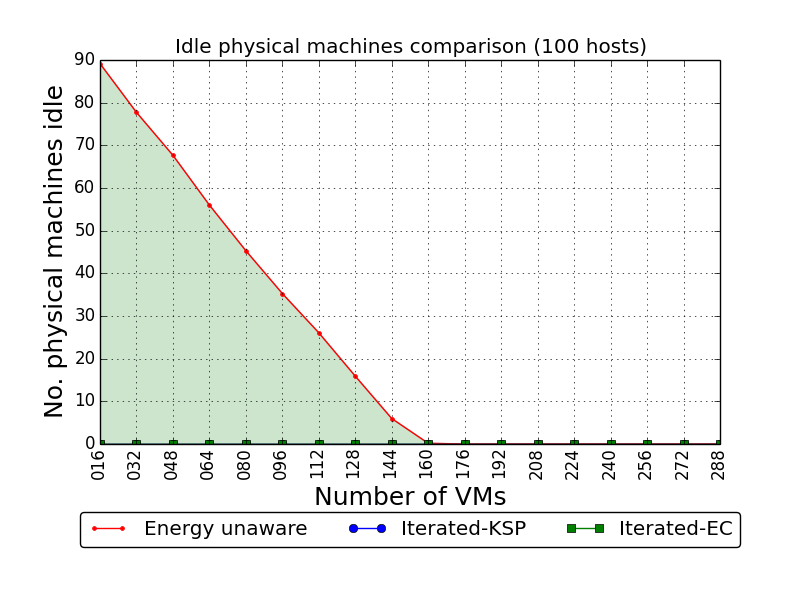 Idle physical machines comparison (100 hosts)
No. physical machines idle
90
80
70
60
50
40
30
20
10
0
016 032 048 064 080 096 112 128 144 160 176 192 208 224 240 256 272 288
Number of VMs
Energy unaware Iterated-KSP Iterated-EC